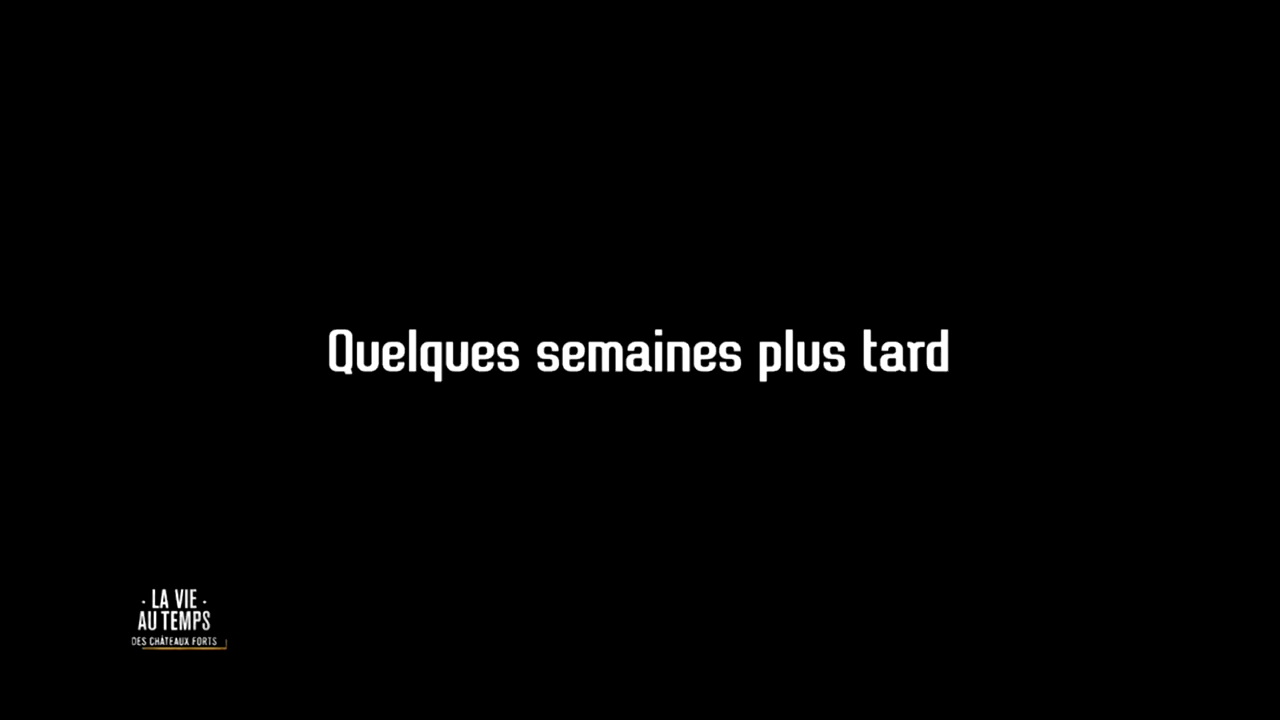 Quelques semaines plus tard
· LA VIE ·
AU TEMPS
DES CHÂTEAUX FORTS